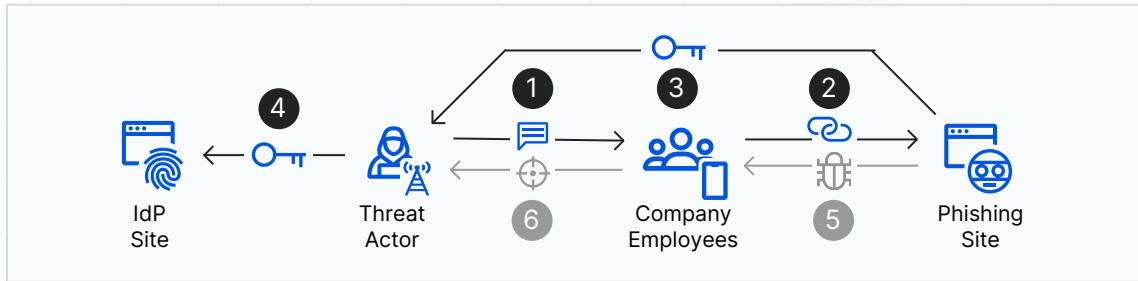 1
3
2
4
IdP
Site
Threat
Actor
6
Company
Employees
5
Phishing
Site